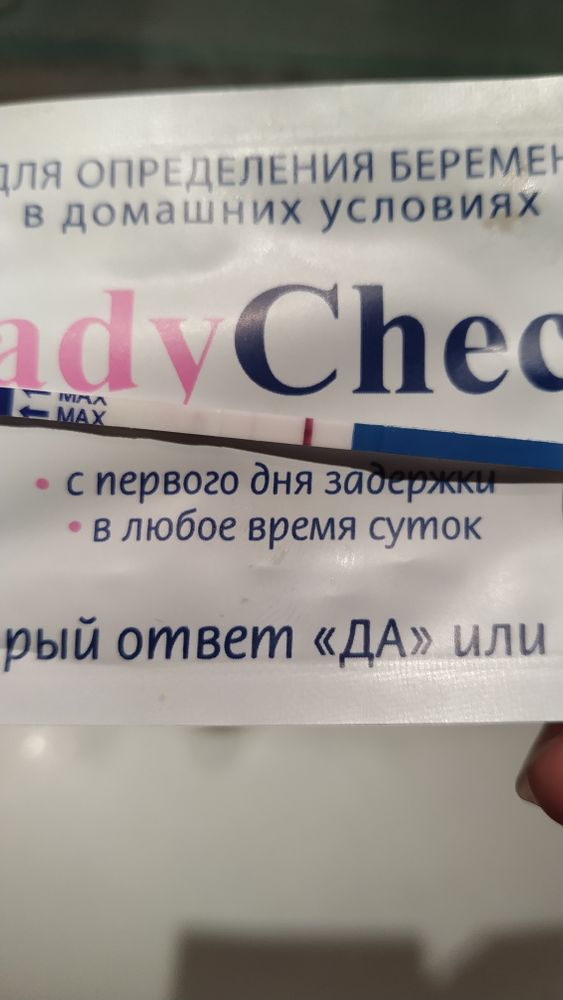 ДЛЯ ОПРЕДЕЛЕНИЯ БЕРЕМЕН
в домашних условиях
adyChec
MAX
MAX
• с первого дня задержки
• в любое время суток
рый ответ «ДА» или